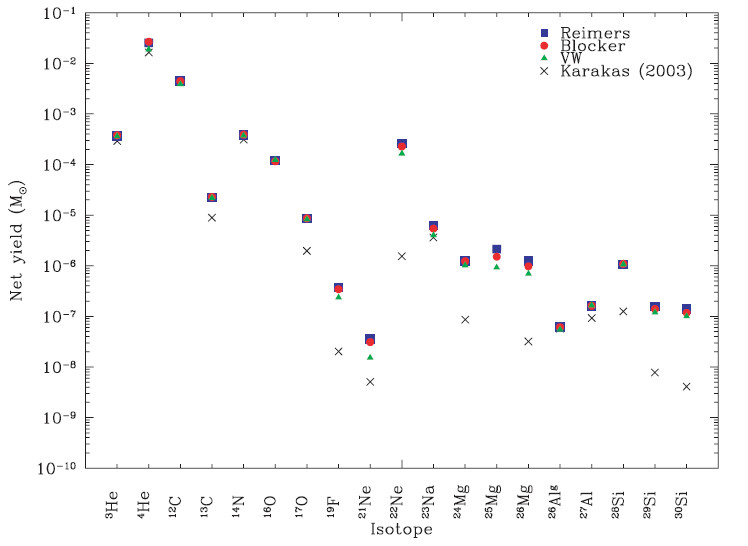 Reimers
Blocker
VW
Karakas (2003)
Net yield (M⊙)
10⁻¹
10⁻²
10⁻³
10⁻⁴
10⁻⁵
10⁻⁶
10⁻⁷
10⁻⁸
10⁻⁹
10⁻¹⁰
³He
⁴He
¹²C
¹³C
¹⁴N
¹⁶O
¹⁷O
¹⁹F
²¹Ne
²²Ne
²³Na
²⁴Mg
²⁵Mg
²⁶Mg
²⁶Alᵍ
²⁷Al
²⁸Si
²⁹Si
³⁰Si
Isotope